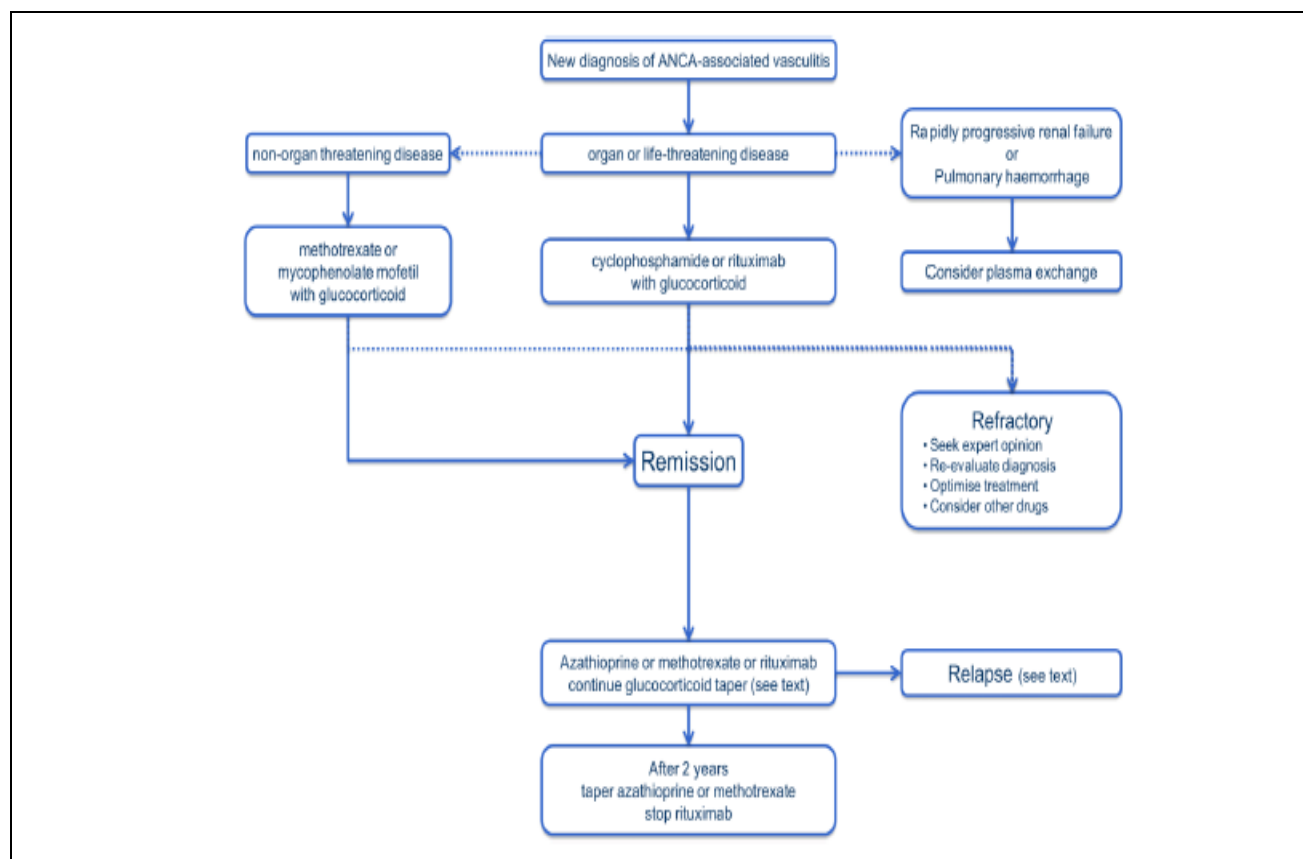 New diagnosis of ANCA-associated vasculitis
non-organ threatening disease
organ or life-threatening disease
Rapidly progressive renal failure
or
Pulmonary haemorrhage
methotrexate or
mycophenolate mofetil
with glucocorticoid
cyclophosphamide or rituximab
with glucocorticoid
Consider plasma exchange
Refractory
• Seek expert opinion
• Re-evaluate diagnosis
• Optimise treatment
• Consider other drugs
Remission
Azathioprine or methotrexate or rituximab
continue glucocorticoid taper (see text)
Relapse (see text)
After 2 years
taper azathioprine or methotrexate
stop rituximab